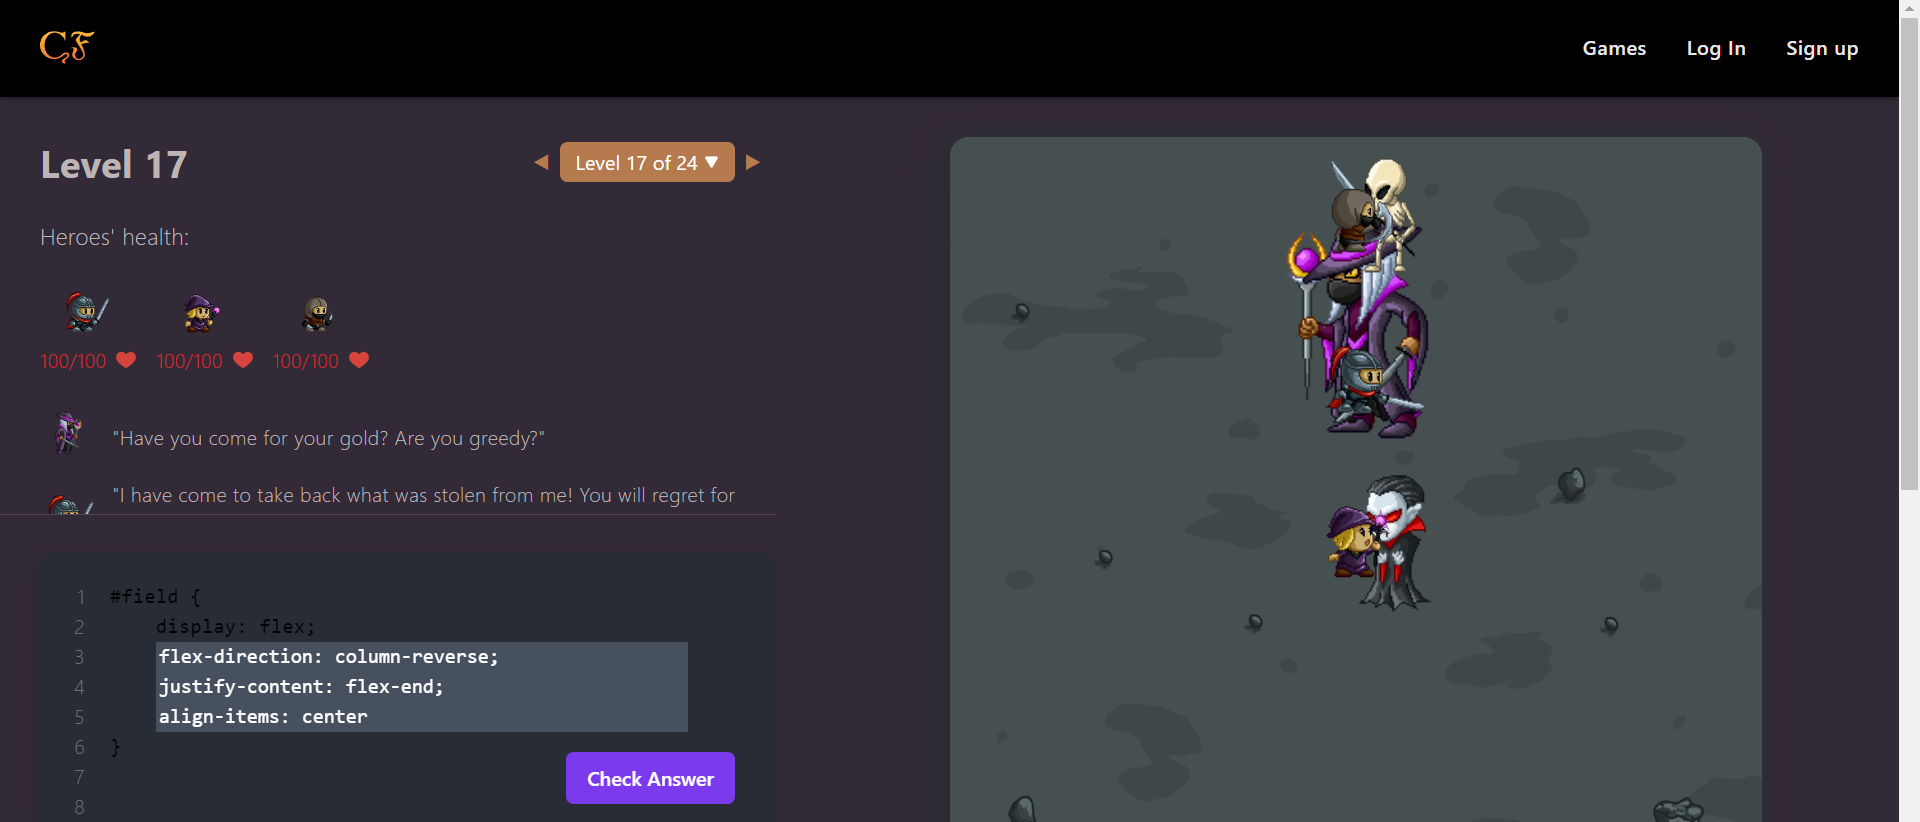 CF
Games
Log In
Sign up
Level 17
◀ Level 17 of 24 ▼ ▶
Heroes' health:
100/100 100/100 100/100
"Have you come for your gold? Are you greedy?"
"I have come to take back what was stolen from me! You will regret for
1 #field {
2 display: flex;
3 flex-direction: column-reverse;
4 justify-content: flex-end;
5 align-items: center
6 }
7
8
Check Answer